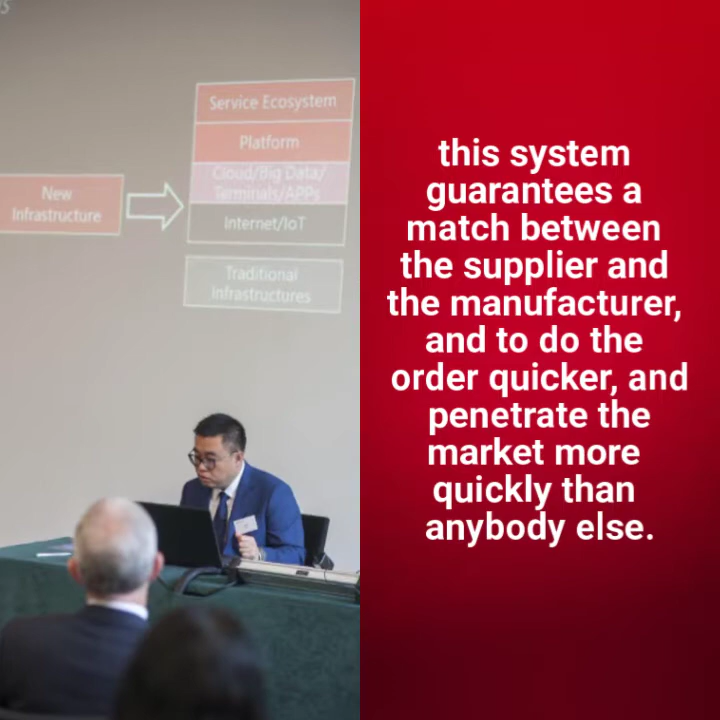 Service Ecosystem
Platform
Cloud/Big Data/
Terminals/APPs
Internet/IoT
New
Infrastructure
Traditional
Infrastructures
this system
guarantees a
match between
the supplier and
the manufacturer,
and to do the
order quicker, and
penetrate the
market more
quickly than
anybody else.